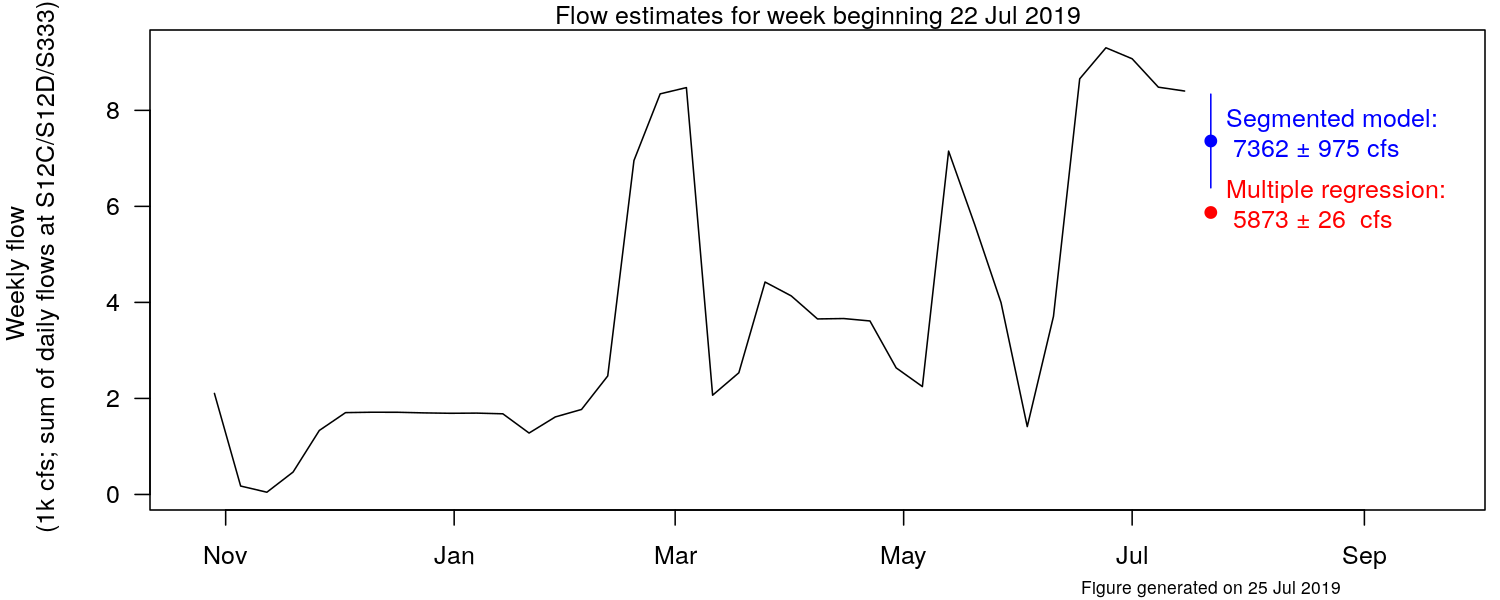 Flow estimates for week beginning 22 Jul 2019
Weekly flow
(1k cfs; sum of daily flows at S12C/S12D/S333)
8
6
4
2
0
Segmented model:
7362 ± 975 cfs
Multiple regression:
5873 ± 26 cfs
Nov Jan Mar May Jul Sep
Figure generated on 25 Jul 2019